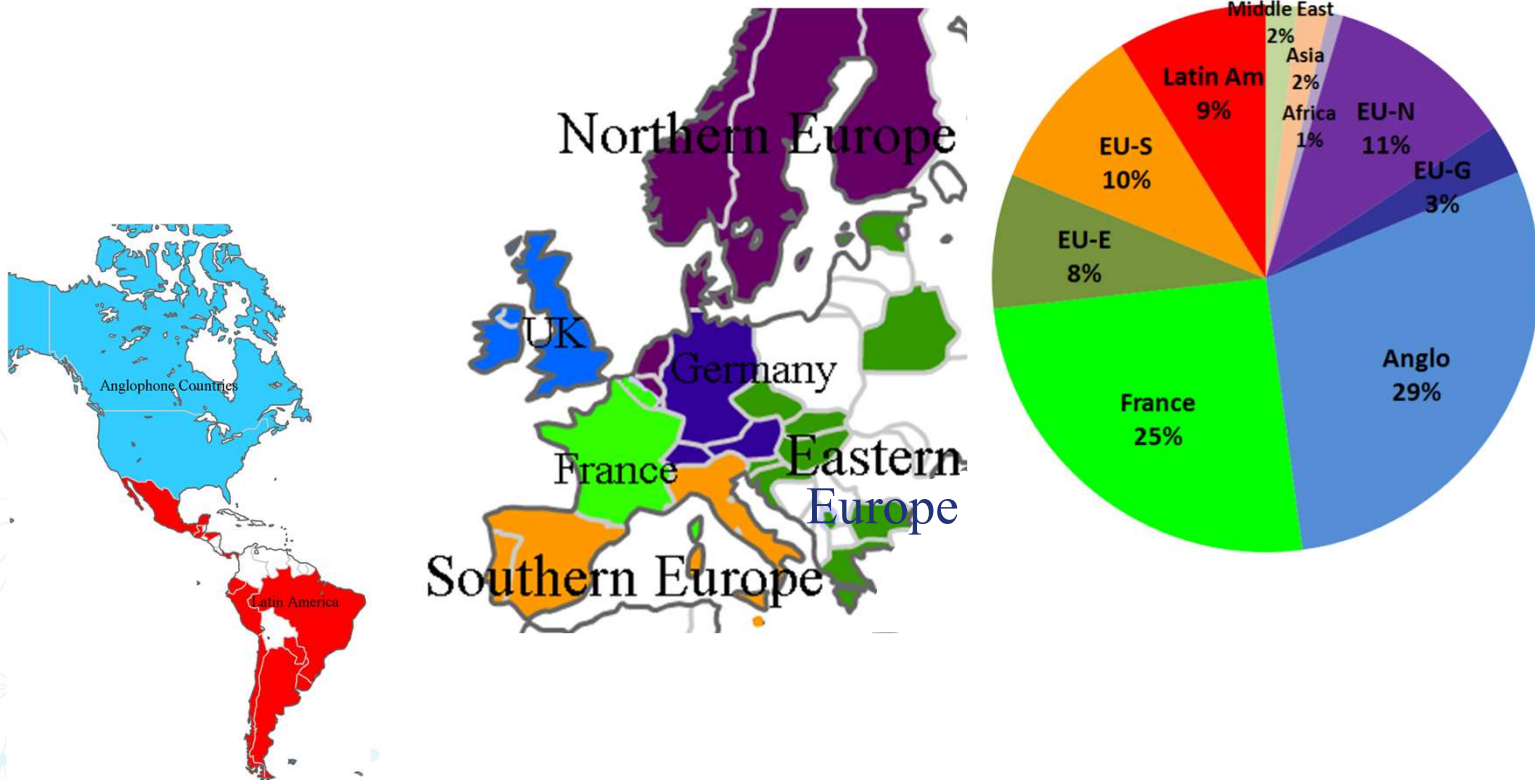 Anglophone Countries
Latin America
Northern Europe
UK
Germany
France
Eastern
Europe
Southern Europe
Middle East
2%
Asia
2%
Africa
1%
EU-N
11%
EU-G
3%
Anglo
29%
France
25%
EU-E
8%
EU-S
10%
Latin Am
9%